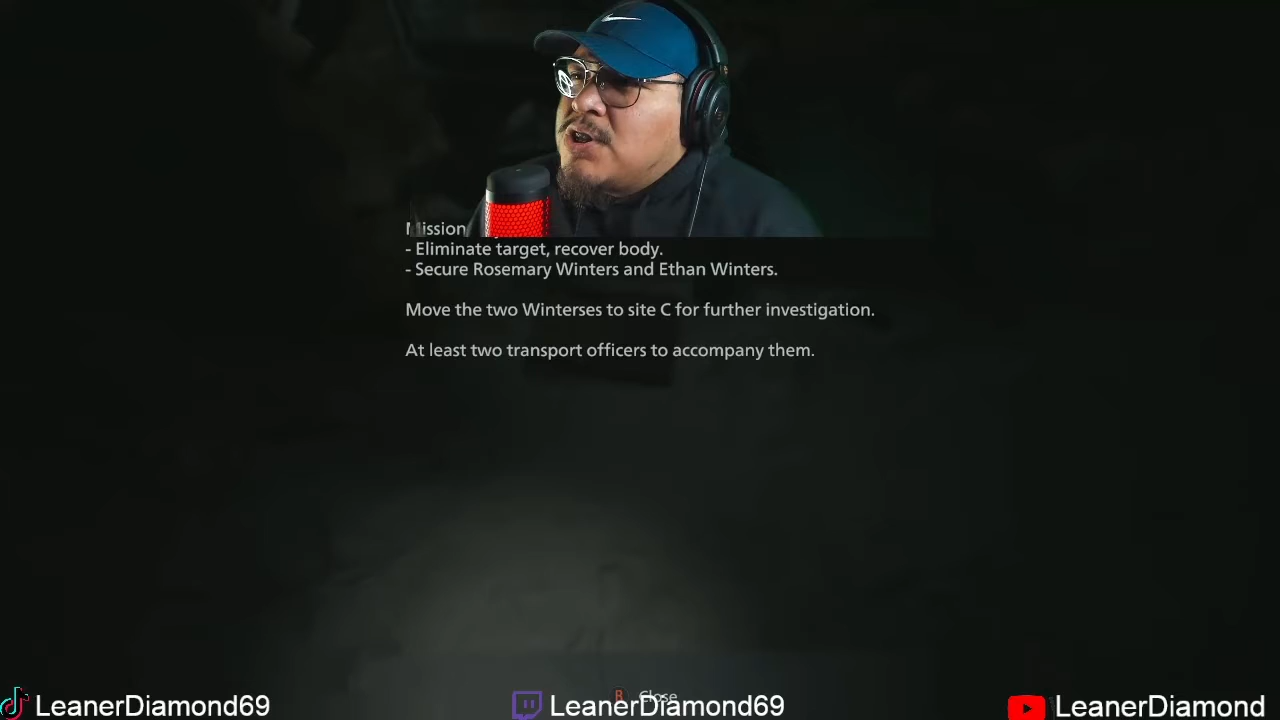 Mission
- Eliminate target, recover body.
- Secure Rosemary Winters and Ethan Winters.
Move the two Winterses to site C for further investigation.
At least two transport officers to accompany them.
B Close
LeanerDiamond69
LeanerDiamond69
LeanerDiamond